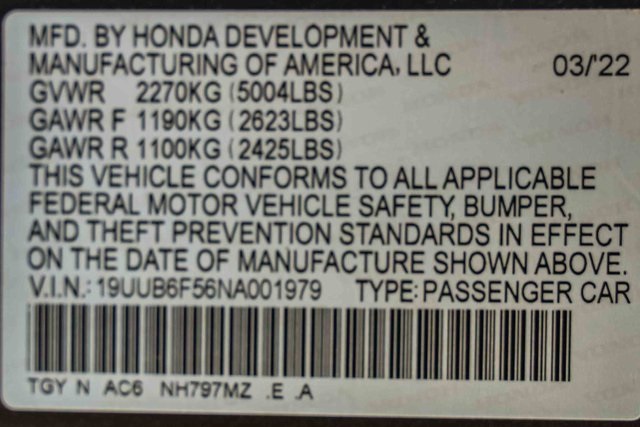 MFD. BY HONDA DEVELOPMENT &
MANUFACTURING OF AMERICA, LLC 03/'22
GVWR 2270KG (5004LBS)
GAWR F 1190KG (2623LBS)
GAWR R 1100KG (2425LBS)
THIS VEHICLE CONFORMS TO ALL APPLICABLE
FEDERAL MOTOR VEHICLE SAFETY, BUMPER,
AND THEFT PREVENTION STANDARDS IN EFFECT
ON THE DATE OF MANUFACTURE SHOWN ABOVE.
V.I.N.: 19UUB6F56NA001979 TYPE: PASSENGER CAR
TGY N AC6 NH797MZ .E .A